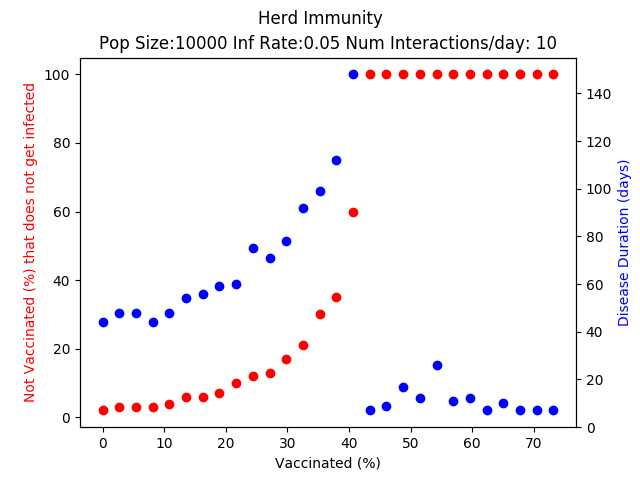 Herd Immunity
Pop Size:10000 Inf Rate:0.05 Num Interactions/day: 10
Not Vaccinated (%) that does not get infected
100
80
60
40
20
0
0 10 20 30 40 50 60 70
Vaccinated (%)
140
120
100
80
60
40
20
0
Disease Duration (days)